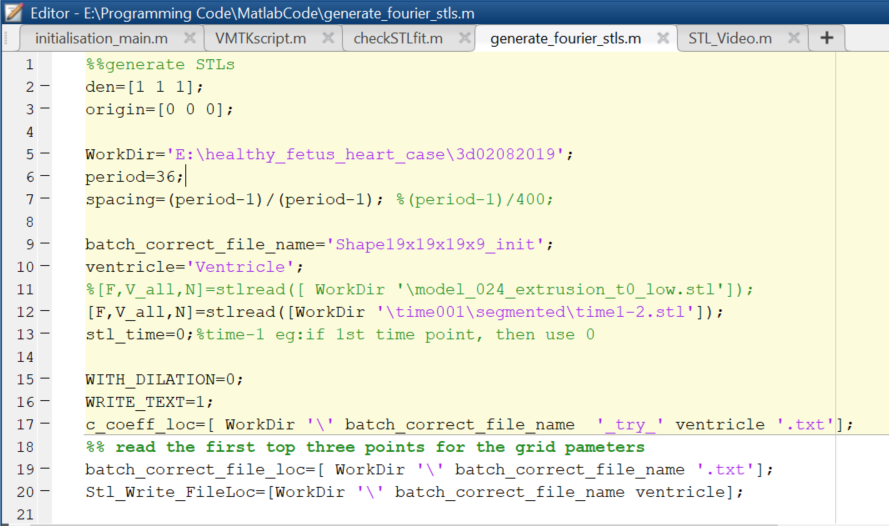 Editor - E:\Programming Code\MatlabCode\generate_fourier_stls.m
initialisation_main.m × VMTKscript.m × checkSTLfit.m × generate_fourier_stls.m × STL_Video.m × +
1 %%generate STLs
2 – den=[1 1 1];
3 – origin=[0 0 0];
4
5 – WorkDir='E:\healthy_fetus_heart_case\3d02082019';
6 – period=36;
7 – spacing=(period-1)/(period-1); %(period-1)/400;
8
9 – batch_correct_file_name='Shape19x19x19x9_init';
10 – ventricle='Ventricle';
11 %[F,V_all,N]=stlread([ WorkDir '\model_024_extrusion_t0_low.stl']);
12 – [F,V_all,N]=stlread([WorkDir '\time001\segmented\time1-2.stl']);
13 – stl_time=0;%time-1 eg:if 1st time point, then use 0
14
15 – WITH_DILATION=0;
16 – WRITE_TEXT=1;
17 – c_coeff_loc=[ WorkDir '\' batch_correct_file_name '_try_' ventricle '.txt'];
18 %% read the first top three points for the grid pameters
19 – batch_correct_file_loc=[ WorkDir '\' batch_correct_file_name '.txt'];
20 – Stl_Write_FileLoc=[WorkDir '\' batch_correct_file_name ventricle];
21